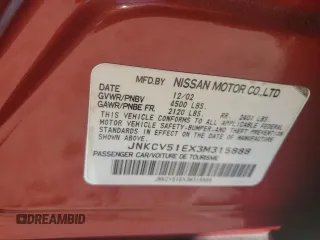 MFD.BY NISSAN MOTOR CO.,LTD
DATE 12/02
GVWR/PNBV 4500 LBS.
GAWR/PNBE FR. 2120 LBS. RR. 2401 LBS.
THIS VEHICLE CONFORMS TO ALL APPLICABLE FEDERAL
MOTOR VEHICLE SAFETY, BUMPER, AND THEFT PREVENTION
STANDARDS IN EFFECT ON THE DATE OF MANUFACTURE
SHOWN ABOVE.
JNKCV51EX3M315888
PASSENGER CAR/VOITURE DE TOURISME
JNKCV51EX3M315888
@DREAMBID